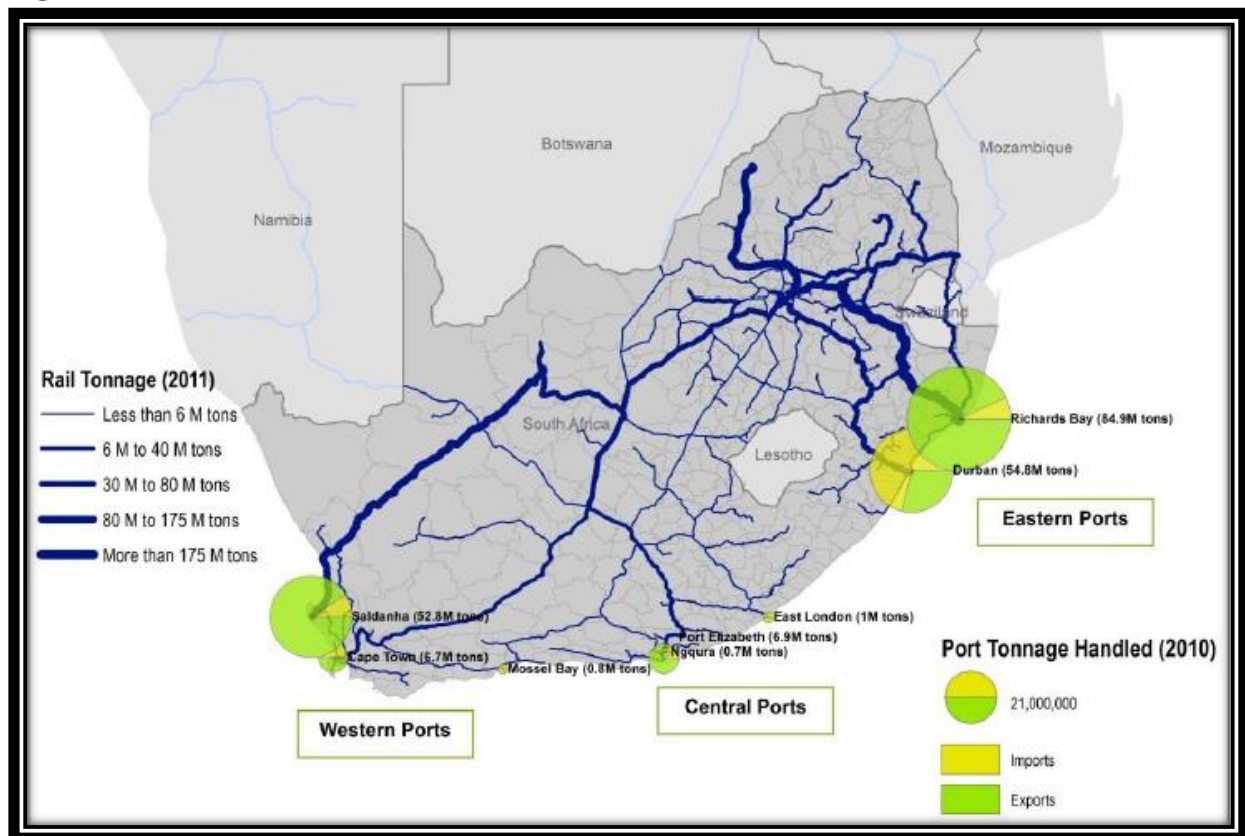 Botswana
Mozambique
Namibia
Swaziland
Rail Tonnage (2011)
Less than 6 M tons
6 M to 40 M tons
30 M to 80 M tons
80 M to 175 M tons
More than 175 M tons
South Africa
Lesotho
Richards Bay (84.9M tons)
Durban (54.8M tons)
Eastern Ports
Saldanha (52.8M tons)
Cape Town (6.7M tons)
Mossel Bay (0.8M tons)
East London (1M tons)
Port Elizabeth (6.9M tons)
Ngqura (0.7M tons)
Western Ports
Central Ports
Port Tonnage Handled (2010)
21,000,000
Imports
Exports